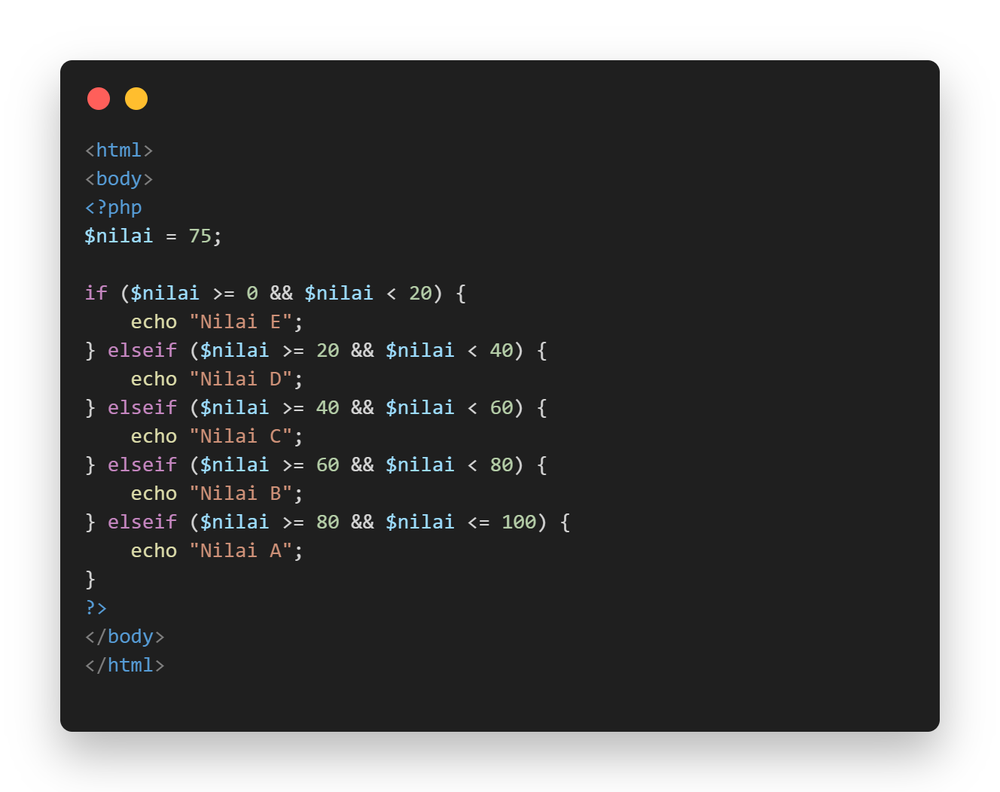 <html>
<body>
<?php
$nilai = 75;

if ($nilai >= 0 && $nilai < 20) {
    echo "Nilai E";
} elseif ($nilai >= 20 && $nilai < 40) {
    echo "Nilai D";
} elseif ($nilai >= 40 && $nilai < 60) {
    echo "Nilai C";
} elseif ($nilai >= 60 && $nilai < 80) {
    echo "Nilai B";
} elseif ($nilai >= 80 && $nilai <= 100) {
    echo "Nilai A";
}
?>
</body>
</html>